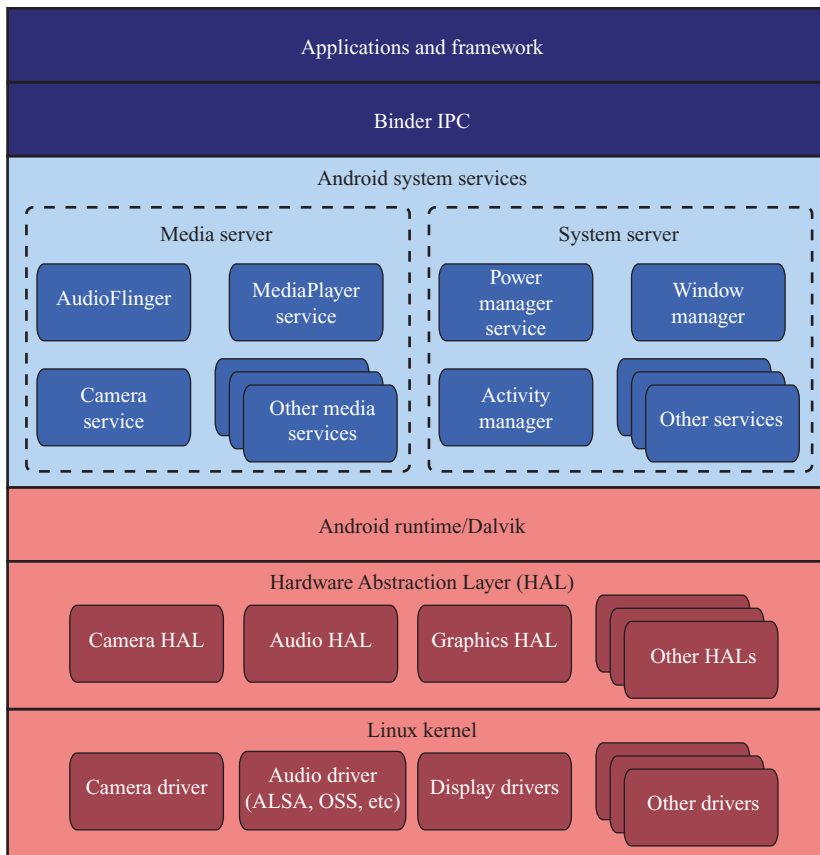 Applications and framework
Binder IPC
Android system services
Media server
AudioFlinger
MediaPlayer
service
Camera
service
Other media
services
System server
Power
manager
service
Window
manager
Activity
manager
Other services
Android runtime/Dalvik
Hardware Abstraction Layer (HAL)
Camera HAL
Audio HAL
Graphics HAL
Other HALs
Linux kernel
Camera driver
Audio driver
(ALSA, OSS, etc)
Display drivers
Other drivers